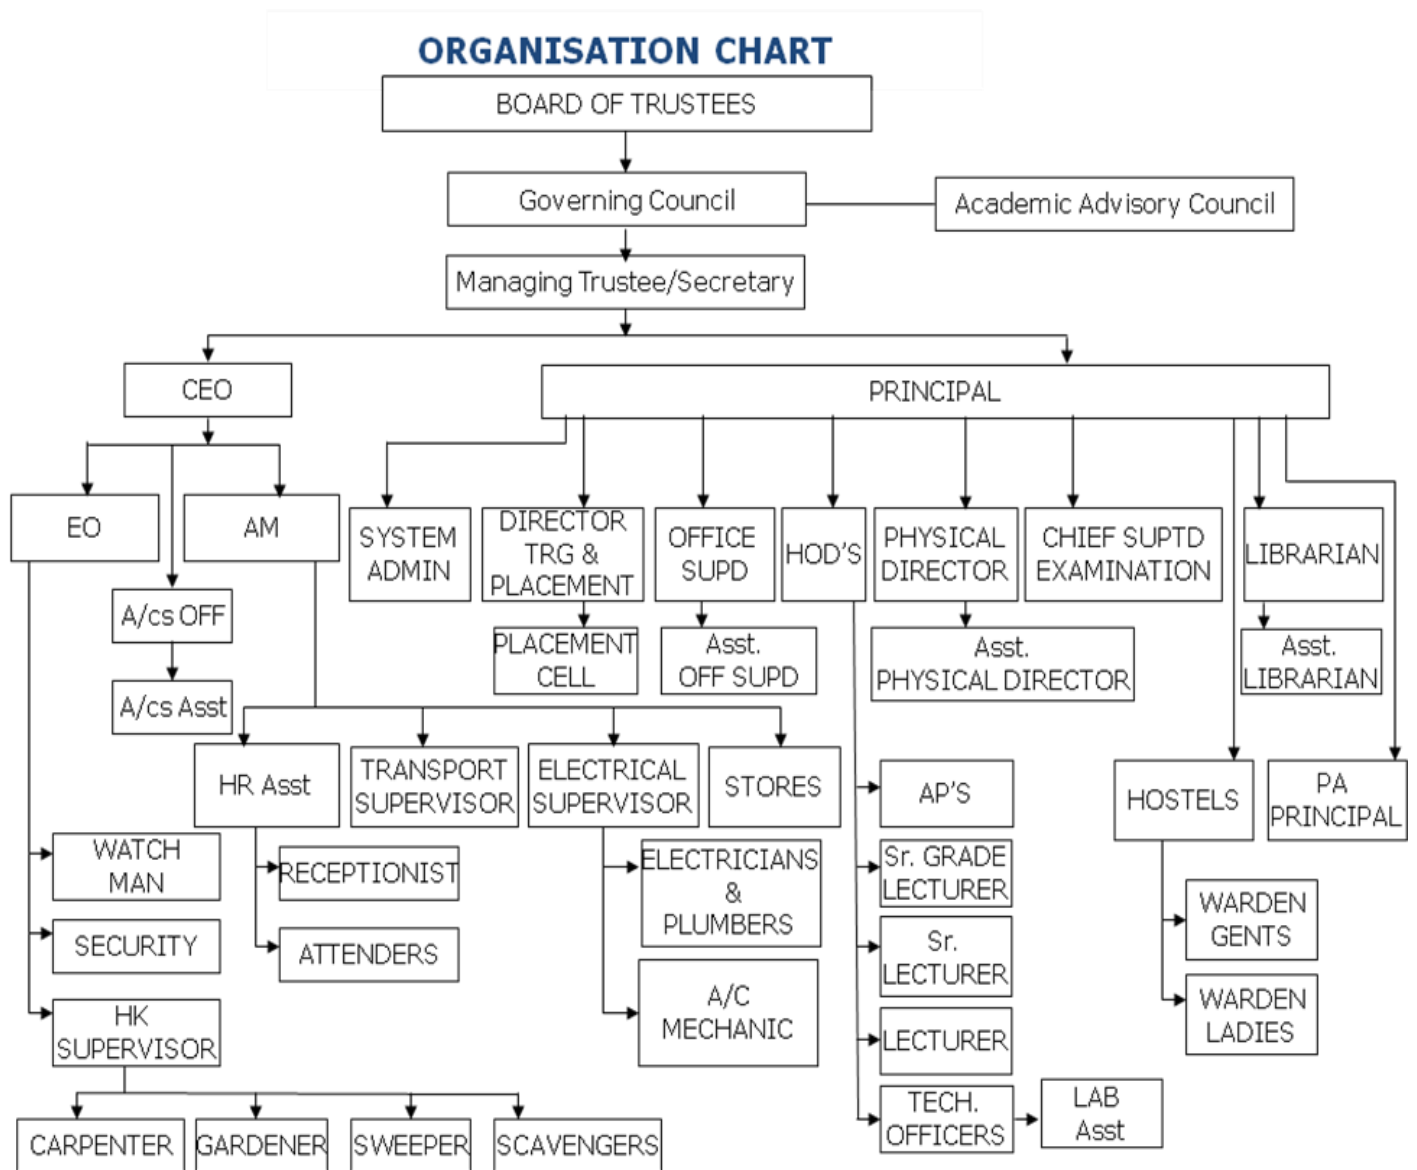 ORGANISATION CHART
BOARD OF TRUSTEES
Governing Council
Academic Advisory Council
Managing Trustee/Secretary
CEO
PRINCIPAL
EO
AM
SYSTEM
ADMIN
DIRECTOR
TRG &
PLACEMENT
OFFICE
SUPD
HOD'S
PHYSICAL
DIRECTOR
CHIEF SUPTD
EXAMINATION
LIBRARIAN
A/cs OFF
PLACEMENT
CELL
Asst.
OFF SUPD
Asst.
PHYSICAL DIRECTOR
Asst.
LIBRARIAN
A/cs Asst
HR Asst
TRANSPORT
SUPERVISOR
ELECTRICAL
SUPERVISOR
STORES
AP'S
HOSTELS
PA
PRINCIPAL
WATCH
MAN
RECEPTIONIST
ELECTRICIANS
&
PLUMBERS
Sr. GRADE
LECTURER
WARDEN
GENTS
SECURITY
ATTENDERS
Sr.
LECTURER
HK
SUPERVISOR
A/C
MECHANIC
LECTURER
WARDEN
LADIES
TECH.
OFFICERS
LAB
Asst
CARPENTER
GARDENER
SWEEPER
SCAVENGERS